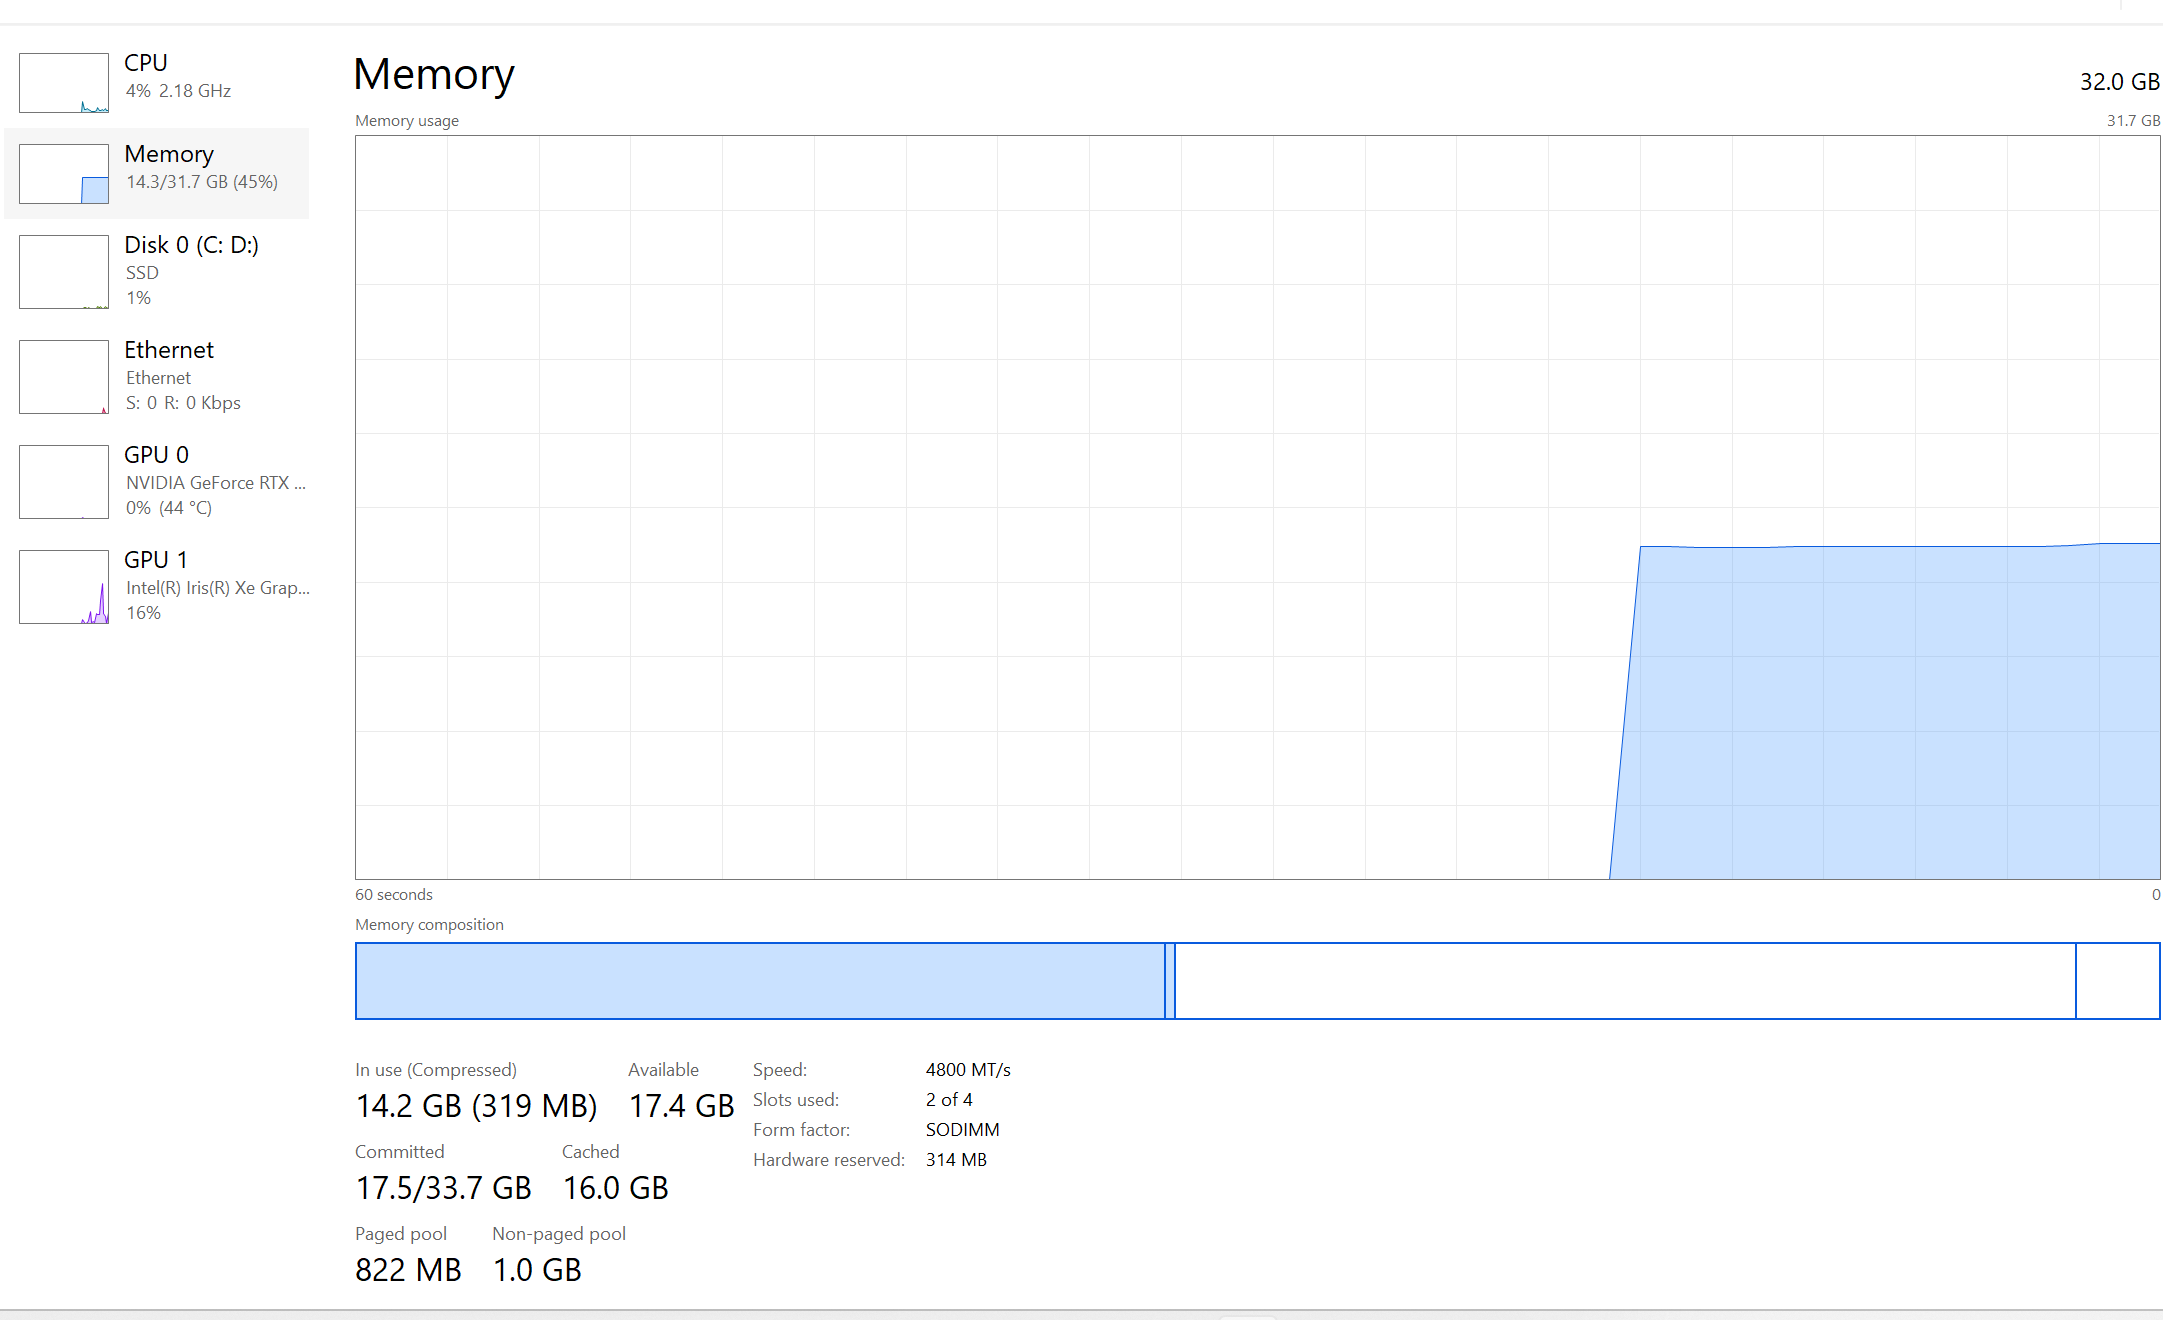 CPU
4% 2.18 GHz
Memory
14.3/31.7 GB (45%)
Disk 0 (C: D:)
SSD
1%
Ethernet
Ethernet
S: 0 R: 0 Kbps
GPU 0
NVIDIA GeForce RTX ...
0% (44 °C)
GPU 1
Intel(R) Iris(R) Xe Grap...
16%
Memory
32.0 GB
Memory usage
31.7 GB
60 seconds
0
Memory composition
In use (Compressed)
14.2 GB (319 MB)
Available
17.4 GB
Committed
17.5/33.7 GB
Cached
16.0 GB
Paged pool
822 MB
Non-paged pool
1.0 GB
Speed: 4800 MT/s
Slots used: 2 of 4
Form factor: SODIMM
Hardware reserved: 314 MB